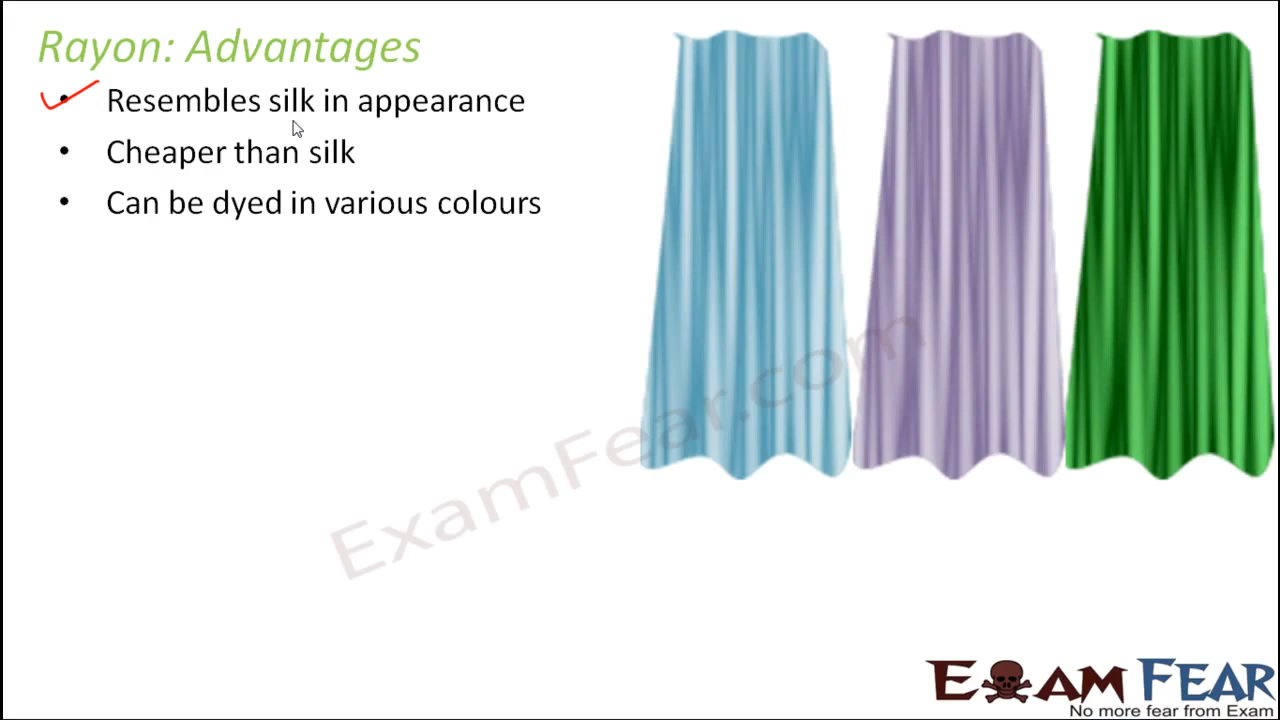 Rayon: Advantages
• Resembles silk in appearance
• Cheaper than silk
• Can be dyed in various colours
ExamFear.com
EXAM FEAR
No more fear from Exam